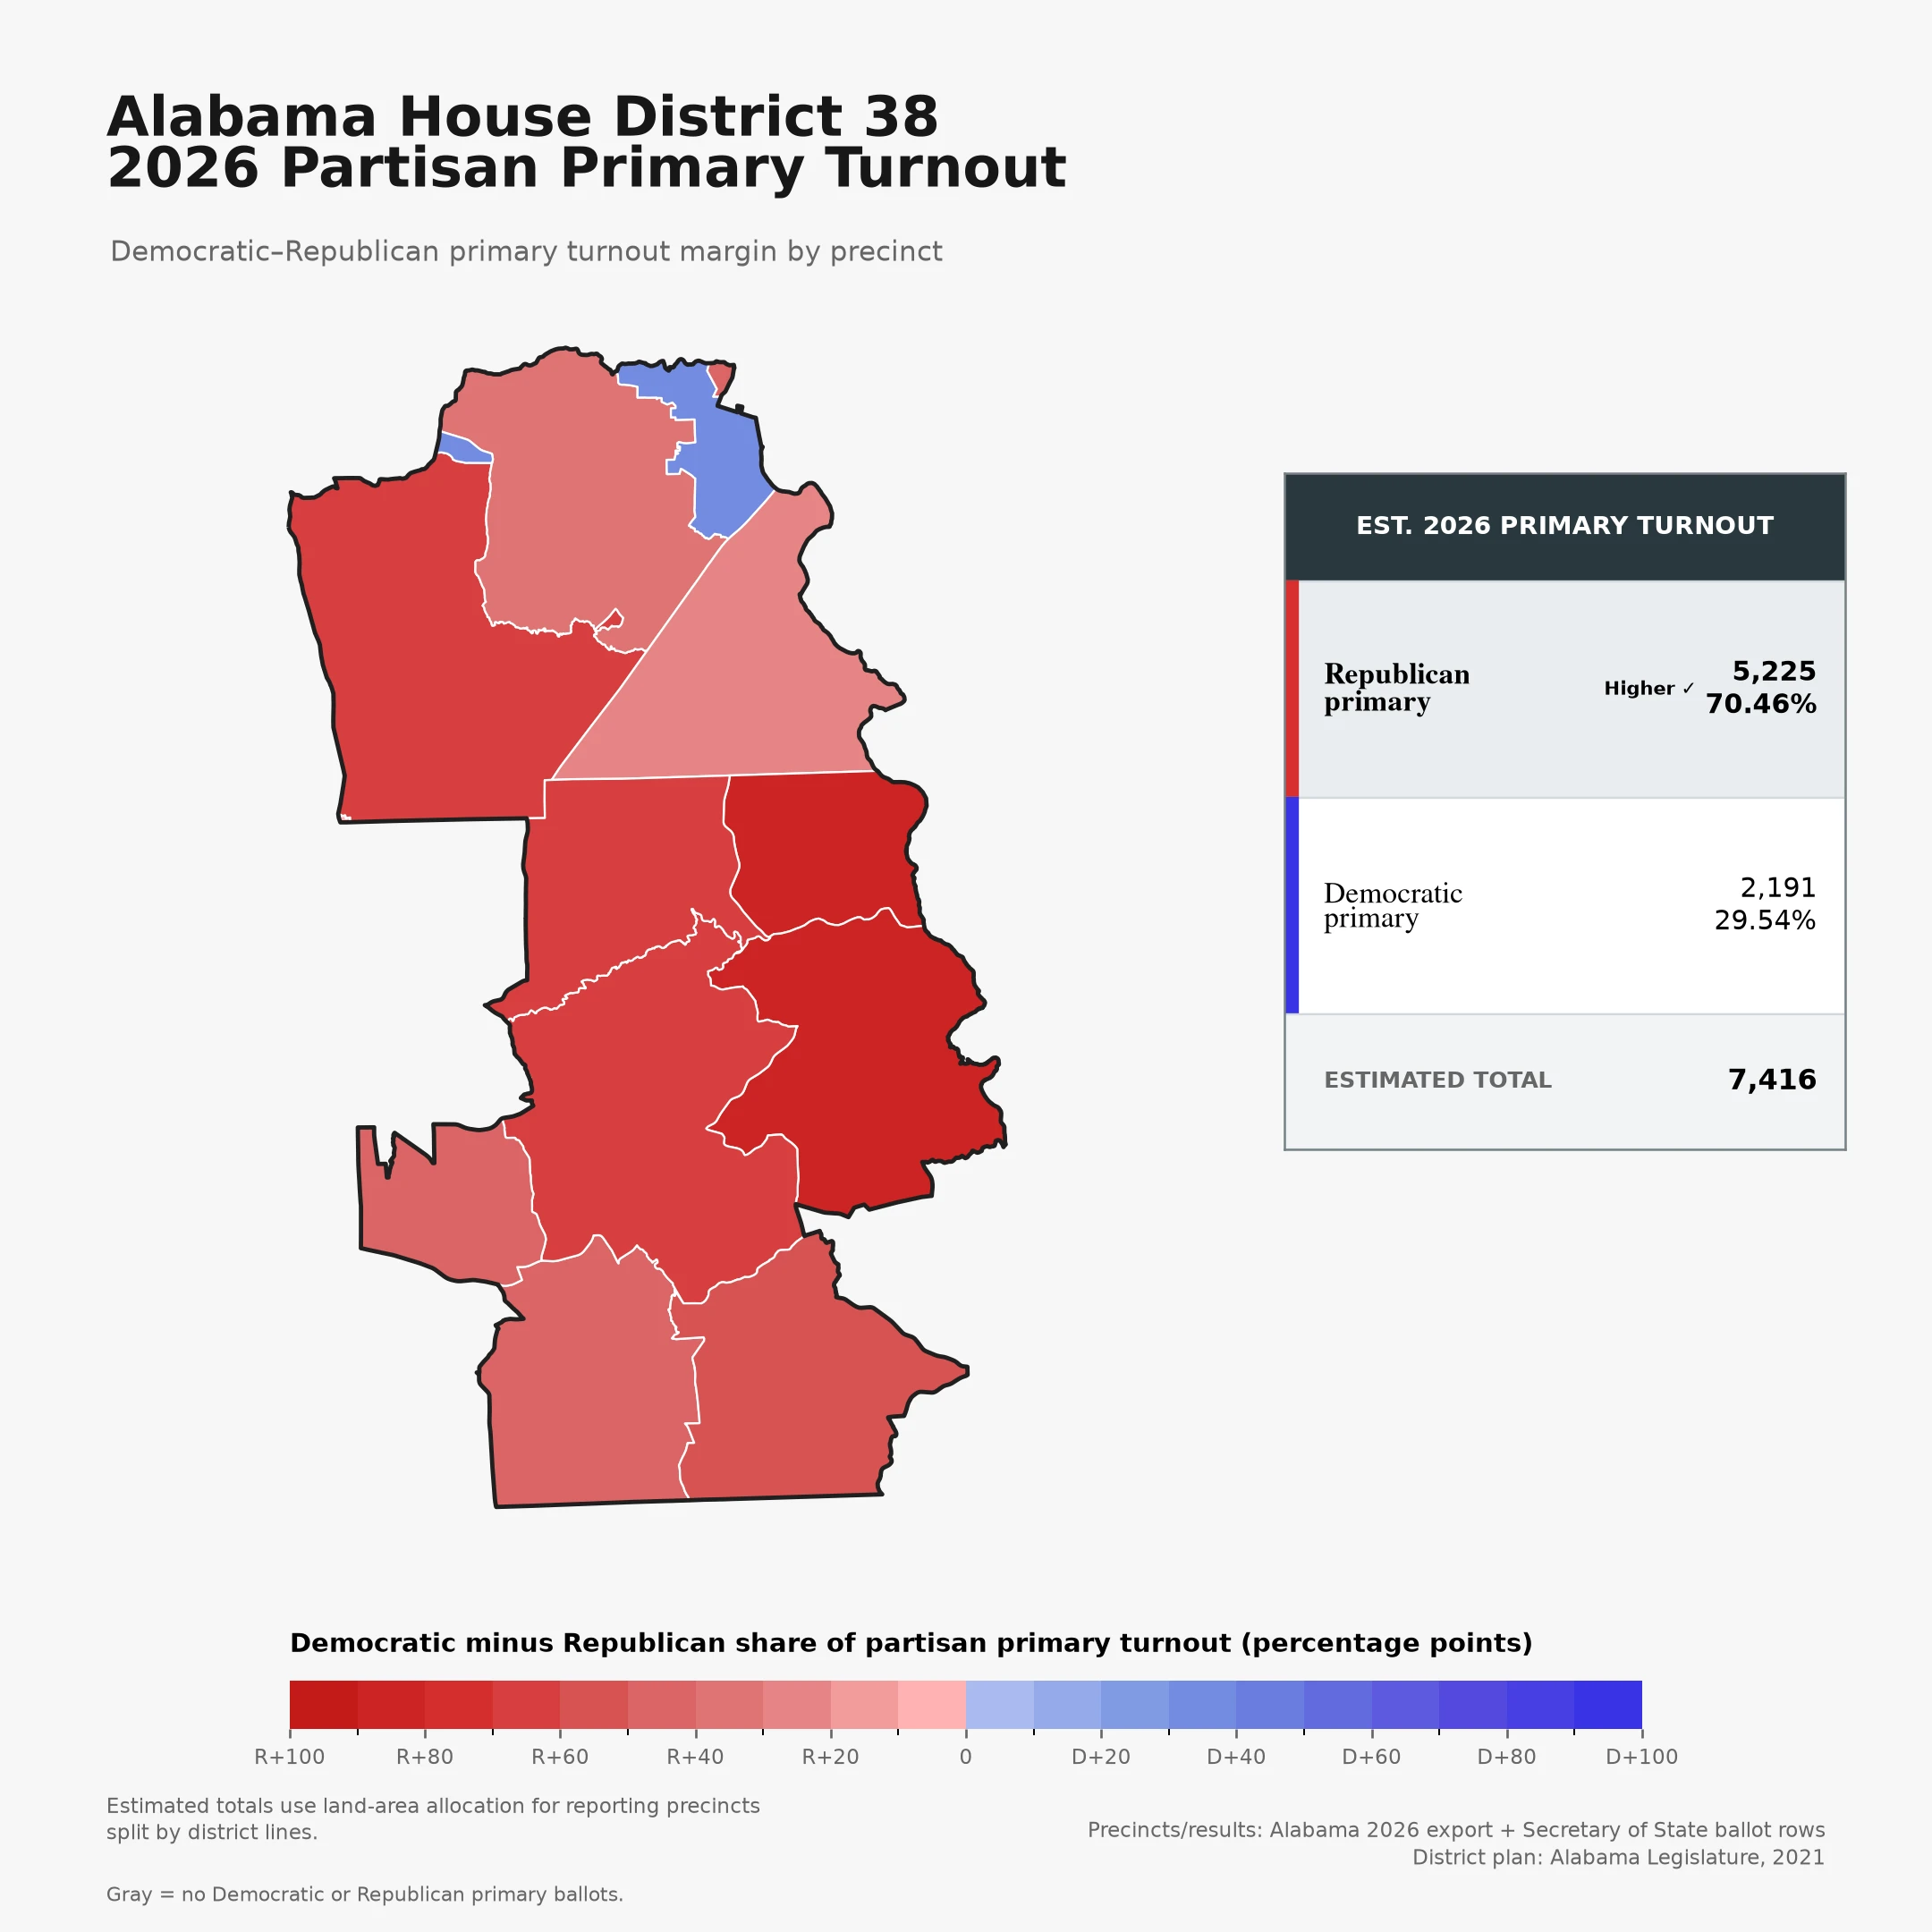 Alabama House District 38
2026 Partisan Primary Turnout
Democratic–Republican primary turnout margin by precinct
EST. 2026 PRIMARY TURNOUT
Republican
primary
Higher ✓
5,225
70.46%
Democratic
primary
2,191
29.54%
ESTIMATED TOTAL
7,416
Democratic minus Republican share of partisan primary turnout (percentage points)
R+100 R+80 R+60 R+40 R+20 0 D+20 D+40 D+60 D+80 D+100
Estimated totals use land-area allocation for reporting precincts
split by district lines.
Gray = no Democratic or Republican primary ballots.
Precincts/results: Alabama 2026 export + Secretary of State ballot rows
District plan: Alabama Legislature, 2021